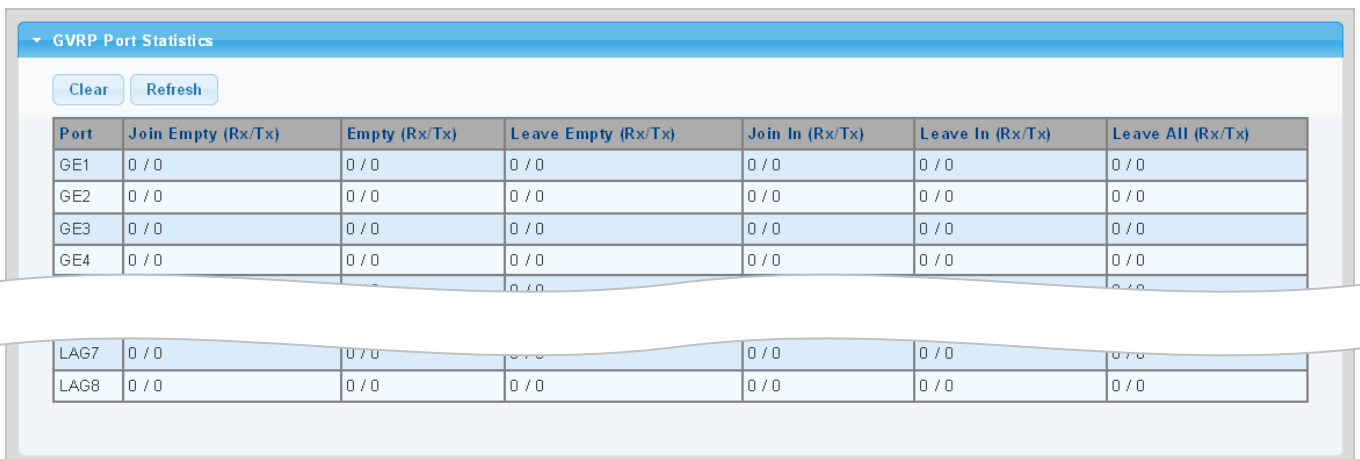 GVRP Port Statistics
Clear Refresh
Port Join Empty (Rx/Tx) Empty (Rx/Tx) Leave Empty (Rx/Tx) Join In (Rx/Tx) Leave In (Rx/Tx) Leave All (Rx/Tx)
GE1 0 / 0 0 / 0 0 / 0 0 / 0 0 / 0 0 / 0
GE2 0 / 0 0 / 0 0 / 0 0 / 0 0 / 0 0 / 0
GE3 0 / 0 0 / 0 0 / 0 0 / 0 0 / 0 0 / 0
GE4 0 / 0 0 / 0 0 / 0 0 / 0 0 / 0 0 / 0
LAG7 0 / 0 0 / 0 0 / 0 0 / 0 0 / 0
LAG8 0 / 0 0 / 0 0 / 0 0 / 0 0 / 0 0 / 0